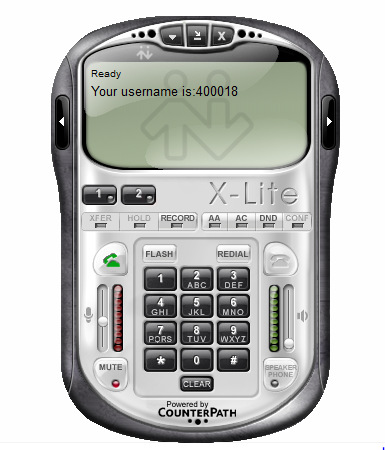 X
Ready
Your username is:400018
1 2 X-Lite
XFER HOLD RECORD AA AC DND CONF
FLASH REDIAL
1 2 ABC 3 DEF
4 GHI 5 JKL 6 MNO
7 PQRS 8 TUV 9 WXYZ
* 0 #
MUTE SPEAKER PHONE
CLEAR
Powered by
COUNTERPATH